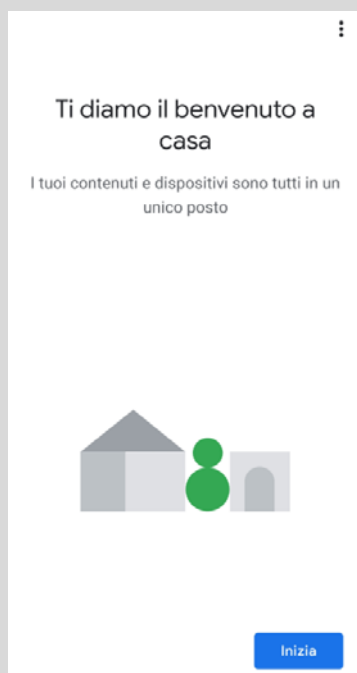 Ti diamo il benvenuto a
casa
I tuoi contenuti e dispositivi sono tutti in un
unico posto
Inizia